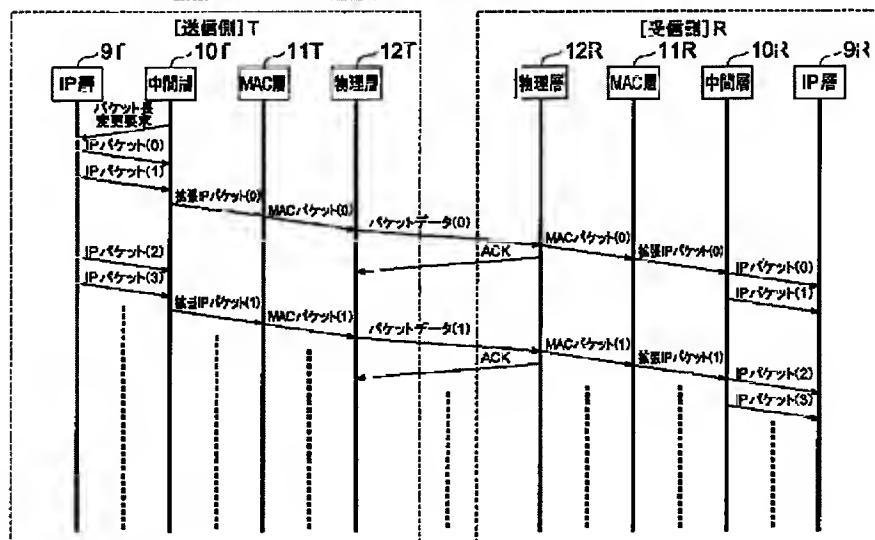 [送信側] T
[受信側] R
9T
10T
11T
12T
12R
11R
10R
9R
IP層
中間層
MAC層
物理層
物理層
MAC層
中間層
IP層
パケット長
変更要求
IPパケット(0)
IPパケット(1)
拡張IPパケット(0)
MACパケット(0)
パケットデータ(0)
MACパケット(0)
拡張IPパケット(0)
IPパケット(0)
ACK
IPパケット(1)
IPパケット(2)
IPパケット(3)
拡張IPパケット(1)
MACパケット(1)
パケットデータ(1)
MACパケット(1)
拡張IPパケット(1)
IPパケット(2)
ACK
IPパケット(3)